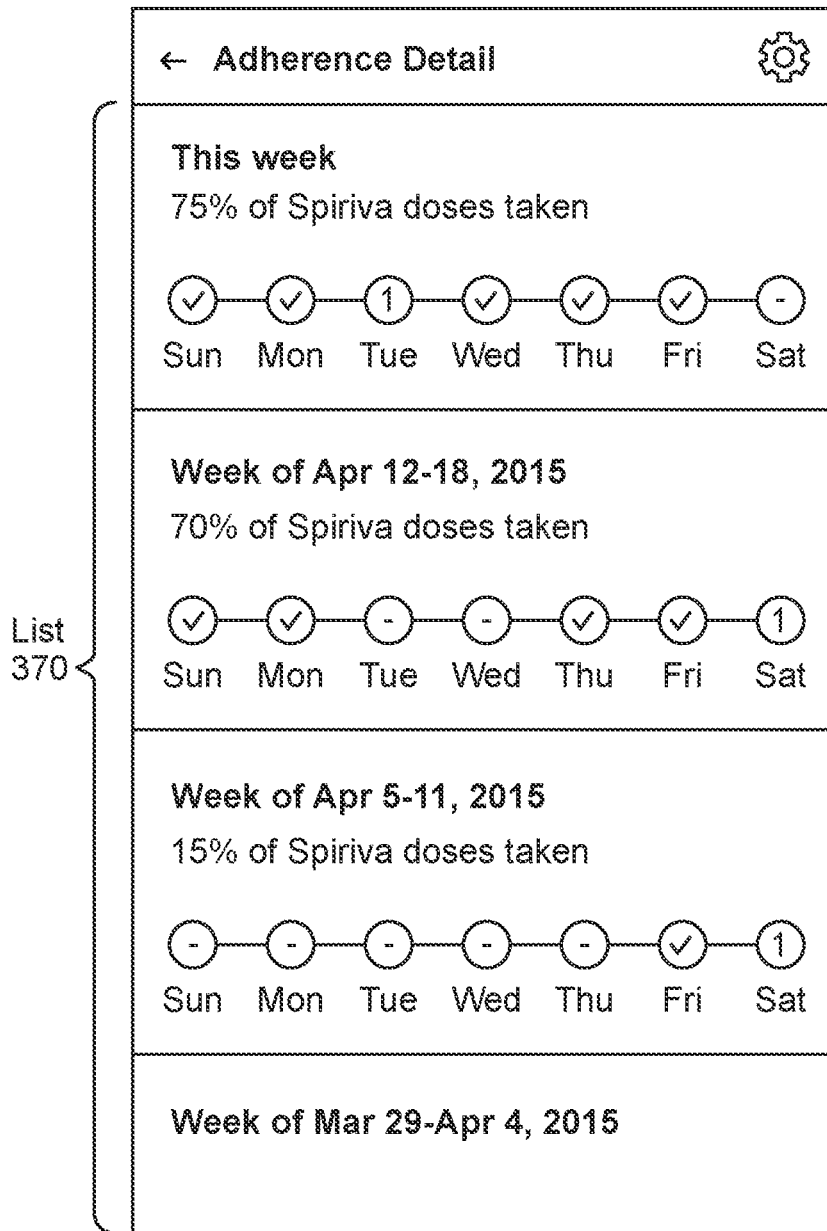 ← Adherence Detail
This week
75% of Spiriva doses taken
✓ ✓ 1 ✓ ✓ ✓ -
Sun Mon Tue Wed Thu Fri Sat
Week of Apr 12-18, 2015
70% of Spiriva doses taken
✓ ✓ - - ✓ ✓ 1
Sun Mon Tue Wed Thu Fri Sat
List
370
Week of Apr 5-11, 2015
15% of Spiriva doses taken
- - - - - ✓ 1
Sun Mon Tue Wed Thu Fri Sat
Week of Mar 29-Apr 4, 2015